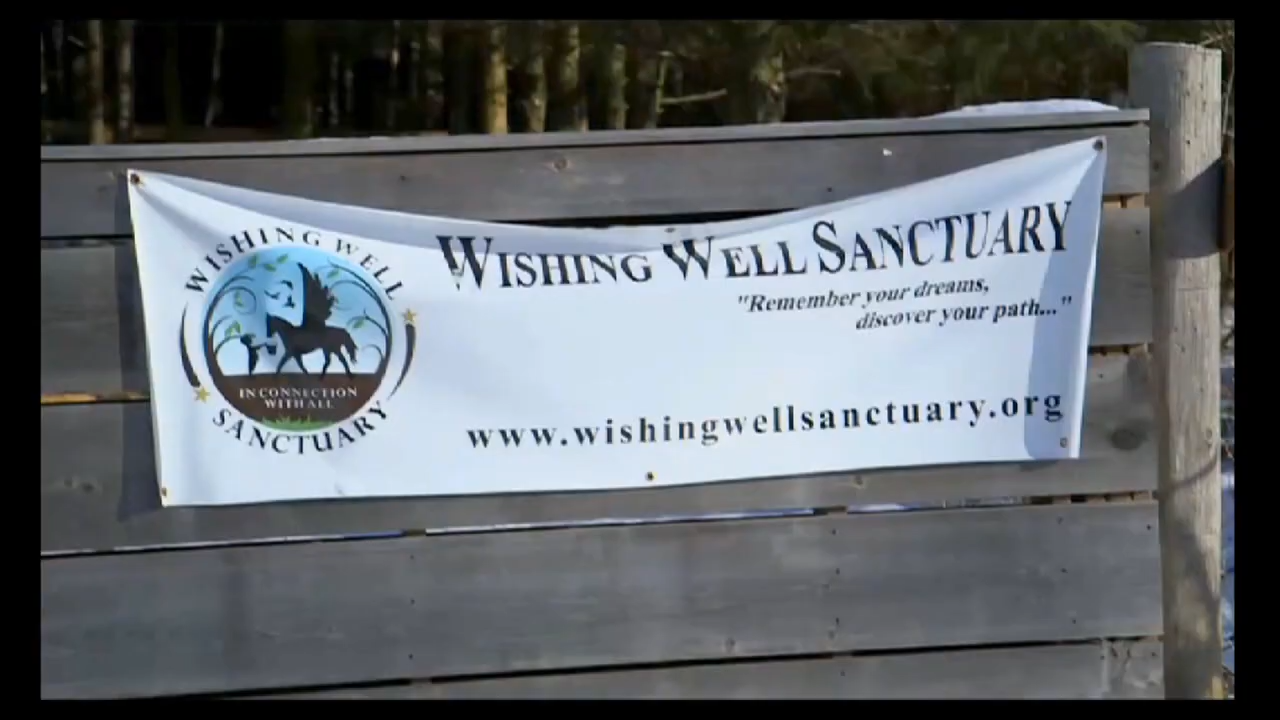 WISHING WELL
IN CONNECTION
WITH ALL
SANCTUARY
WISHING WELL SANCTUARY
"Remember your dreams,
discover your path..."
www.wishingwellsanctuary.org